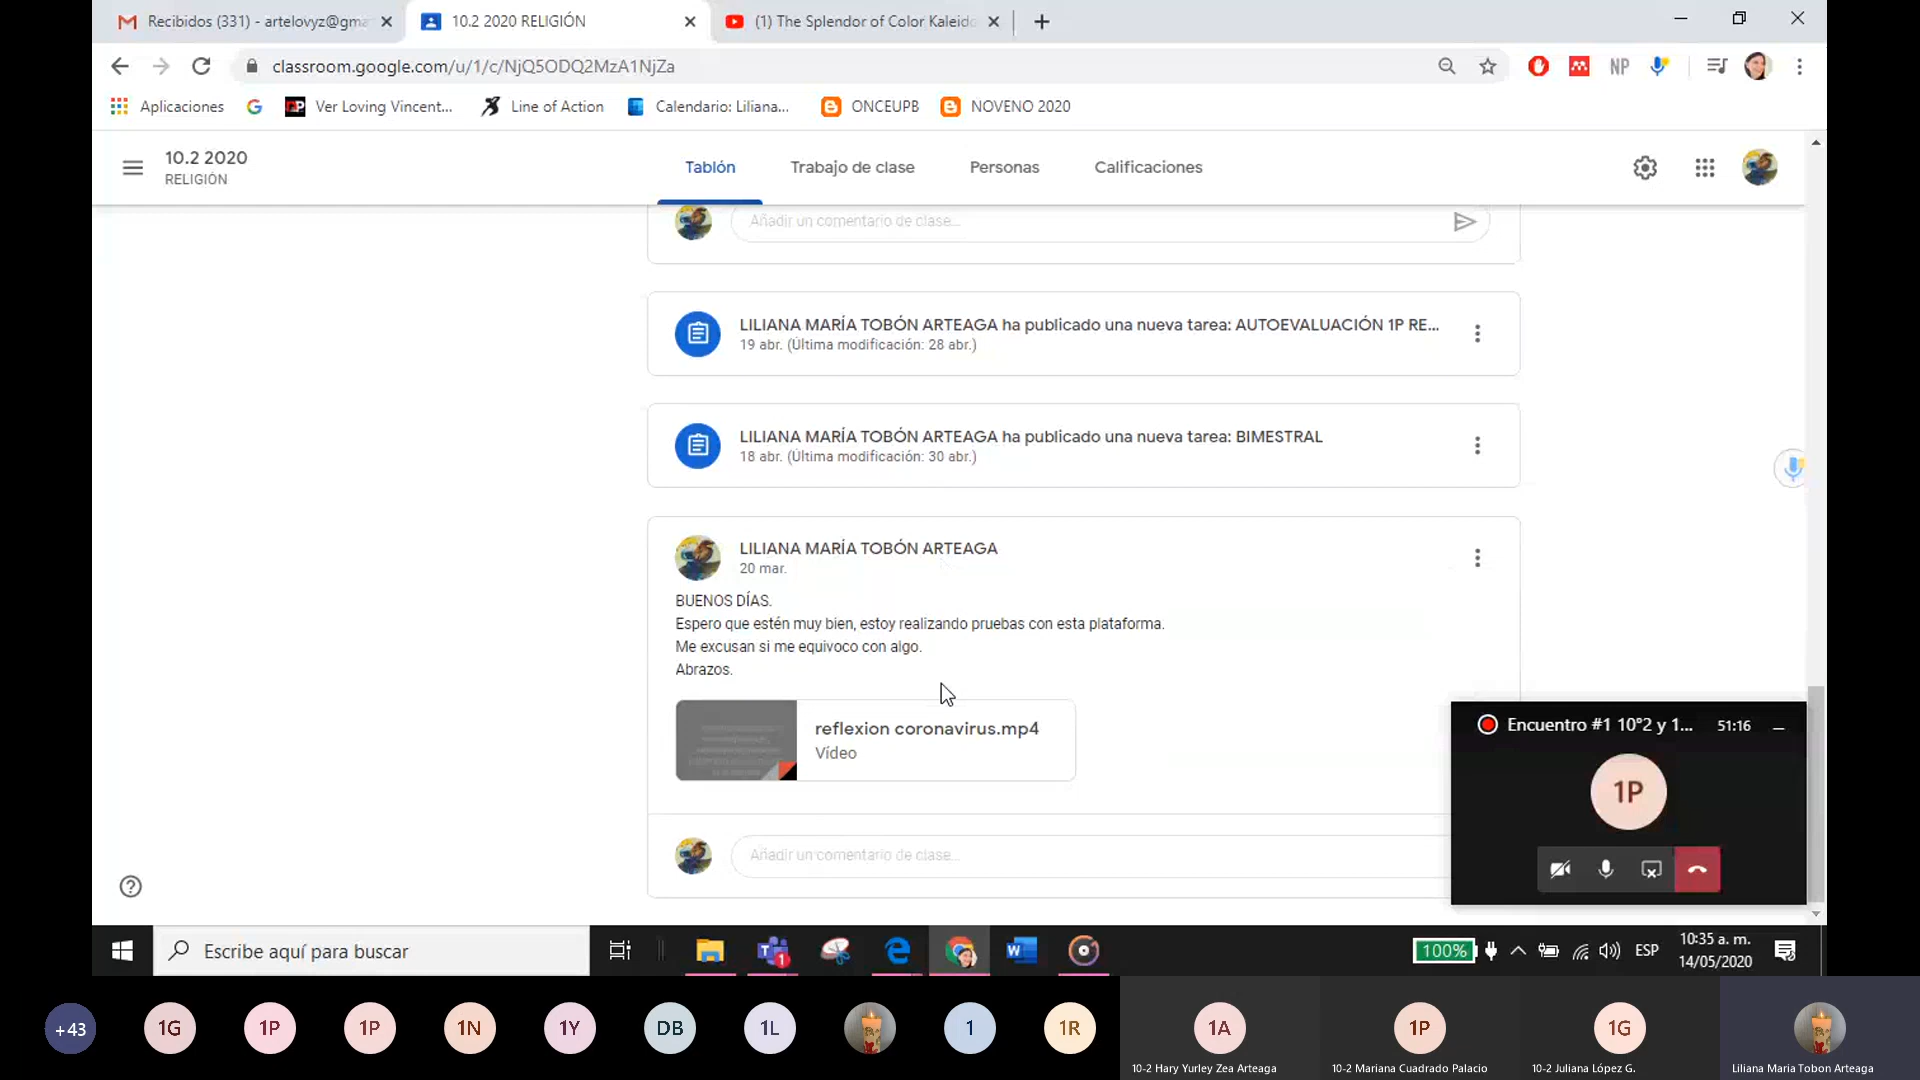 Recibidos (331) - artelovyz@gma
10.2 2020 RELIGIÓN
(1) The Splendor of Color Kaleido
classroom.google.com/u/1/c/NjQ5ODQ2MzA1NjZa
NP
Aplicaciones
Ver Loving Vincent...
Line of Action
Calendario: Liliana...
ONCEUPB
NOVENO 2020
10.2 2020
RELIGIÓN
Tablón
Trabajo de clase
Personas
Calificaciones
Añadir un comentario de clase...
LILIANA MARÍA TOBÓN ARTEAGA ha publicado una nueva tarea: AUTOEVALUACIÓN 1P RE...
19 abr. (Última modificación: 28 abr.)
LILIANA MARÍA TOBÓN ARTEAGA ha publicado una nueva tarea: BIMESTRAL
18 abr. (Última modificación: 30 abr.)
LILIANA MARÍA TOBÓN ARTEAGA
20 mar.
BUENOS DÍAS.
Espero que estén muy bien, estoy realizando pruebas con esta plataforma.
Me excusan si me equivoco con algo.
Abrazos.
reflexion coronavirus.mp4
Vídeo
Añadir un comentario de clase...
Encuentro #1 10°2 y 1...
51:16
1P
Escribe aquí para buscar
1
100%
ESP
10:35 a. m.
14/05/2020
+43
1G
1P
1P
1N
1Y
DB
1L
1
1R
1A
1P
1G
10-2 Hary Yurley Zea Arteaga
10-2 Mariana Cuadrado Palacio
10-2 Juliana López G.
Liliana Maria Tobon Arteaga